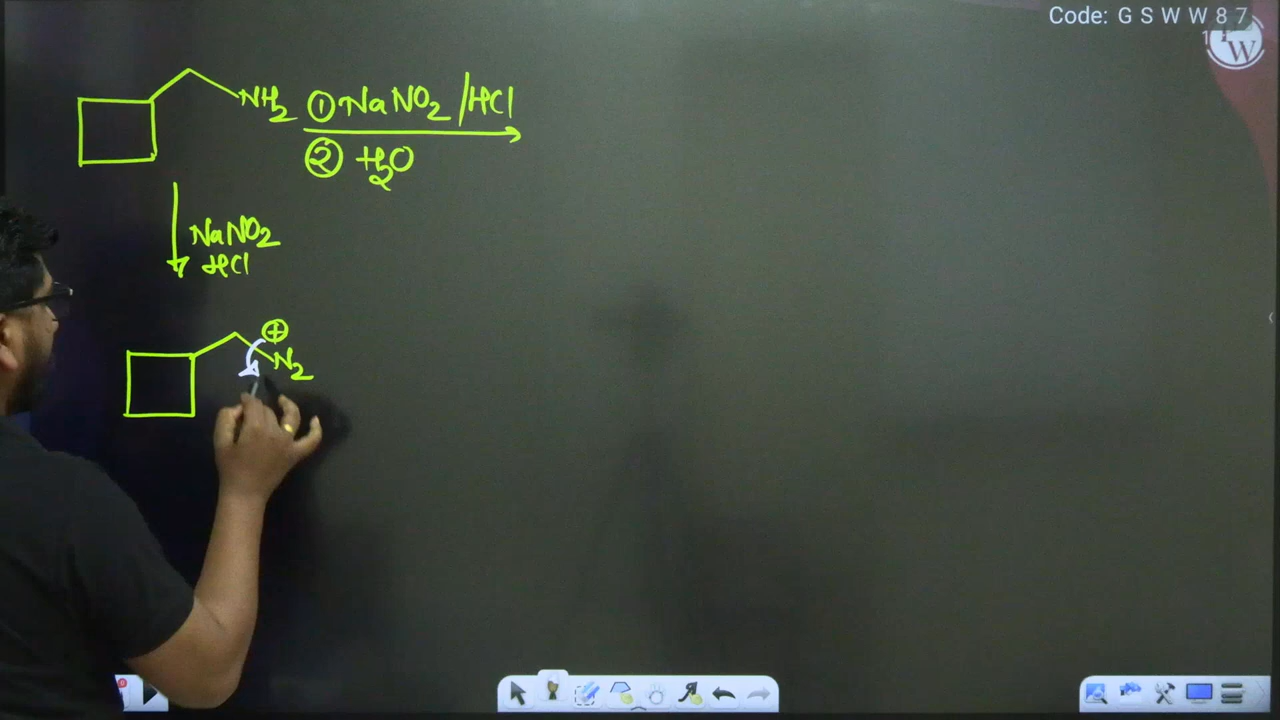 Code: G S W W 8 7
W
NH2 ① NaNO2 /HCl
② H2O
NaNO2
HCl
⊕
N2